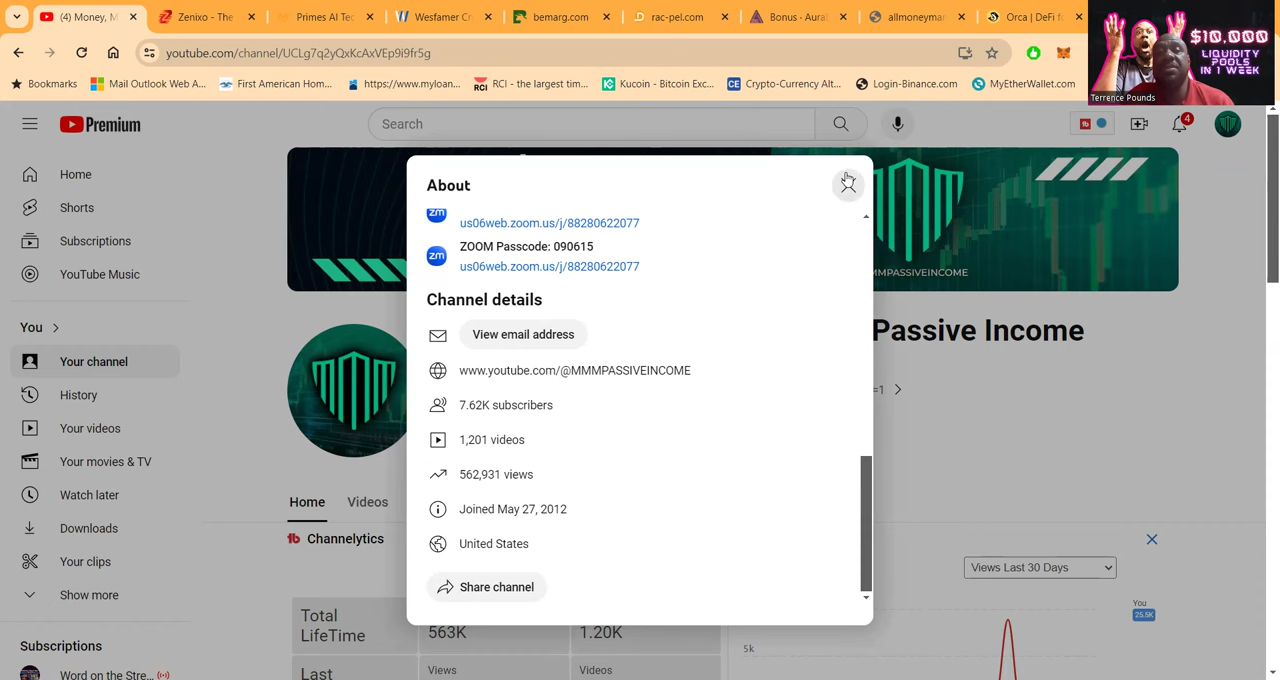 (4) Money, M
Zenixo - The
Primes AI Tec
Wesfamer Cr
bemarg.com
rac-pel.com
Bonus - Aurat
allmoneymar
Orca | DeFi fo
youtube.com/channel/UCLg7q2yQxKcAxVEp9i9fr5g
Bookmarks
Mail Outlook Web A...
First American Hom...
https://www.myloan...
RCI - the largest tim...
Kucoin - Bitcoin Exc...
Crypto-Currency Alt...
Login-Binance.com
MyEtherWallet.com
$10,000
LIQUIDITY
POOLS
IN 1 WEEK
Terrence Pounds
Premium
Search
4
Home
Shorts
Subscriptions
YouTube Music
You
Your channel
History
Your videos
Your movies & TV
Watch later
Downloads
Your clips
Show more
Subscriptions
Word on the Stre...
MMPASSIVEINCOME
Passive Income
=1
Home
Videos
About
zm
us06web.zoom.us/j/88280622077
ZOOM Passcode: 090615
zm
us06web.zoom.us/j/88280622077
Channel details
View email address
www.youtube.com/@MMMPASSIVEINCOME
7.62K subscribers
1,201 videos
562,931 views
Joined May 27, 2012
United States
Share channel
tb Channelytics
Views Last 30 Days
Total
LifeTime
563K
1.20K
Last
Views
Videos
You
25.5K
5k